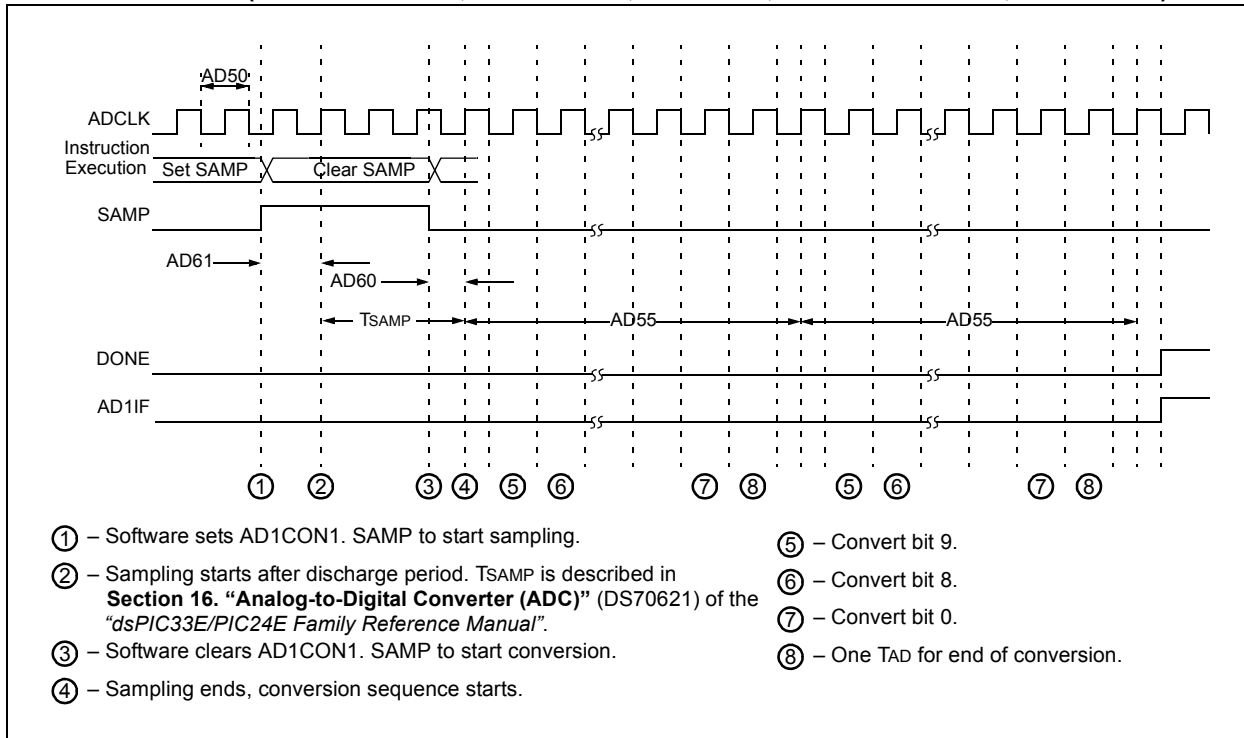 AD50
ADCLK
Instruction
Execution
Set SAMP
Clear SAMP
SAMP
AD61
AD60
TSAMP
AD55
AD55
DONE
AD1IF
1 2 3 4 5 6 7 8 5 6 7 8
1 – Software sets AD1CON1. SAMP to start sampling.
2 – Sampling starts after discharge period. TSAMP is described in
Section 16. “Analog-to-Digital Converter (ADC)” (DS70621) of the
“dsPIC33E/PIC24E Family Reference Manual”.
3 – Software clears AD1CON1. SAMP to start conversion.
4 – Sampling ends, conversion sequence starts.
5 – Convert bit 9.
6 – Convert bit 8.
7 – Convert bit 0.
8 – One TAD for end of conversion.